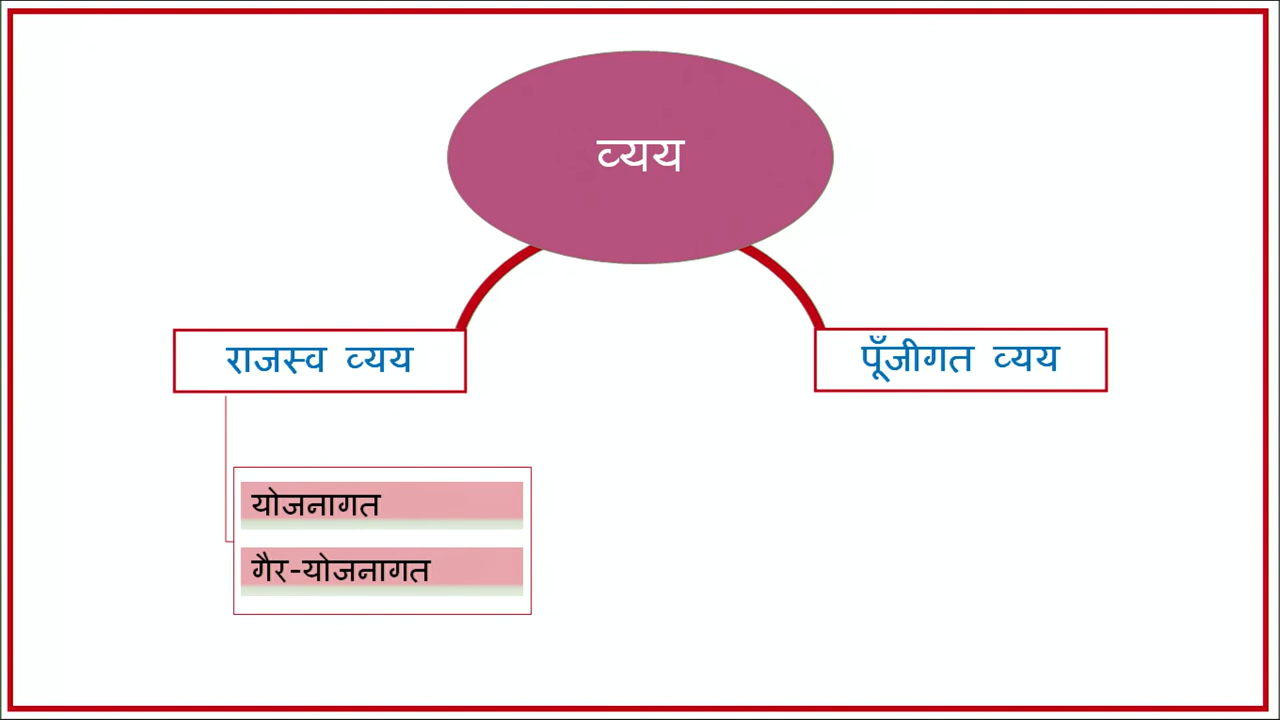 व्यय
राजस्व व्यय
पूँजीगत व्यय
योजनागत
गैर-योजनागत